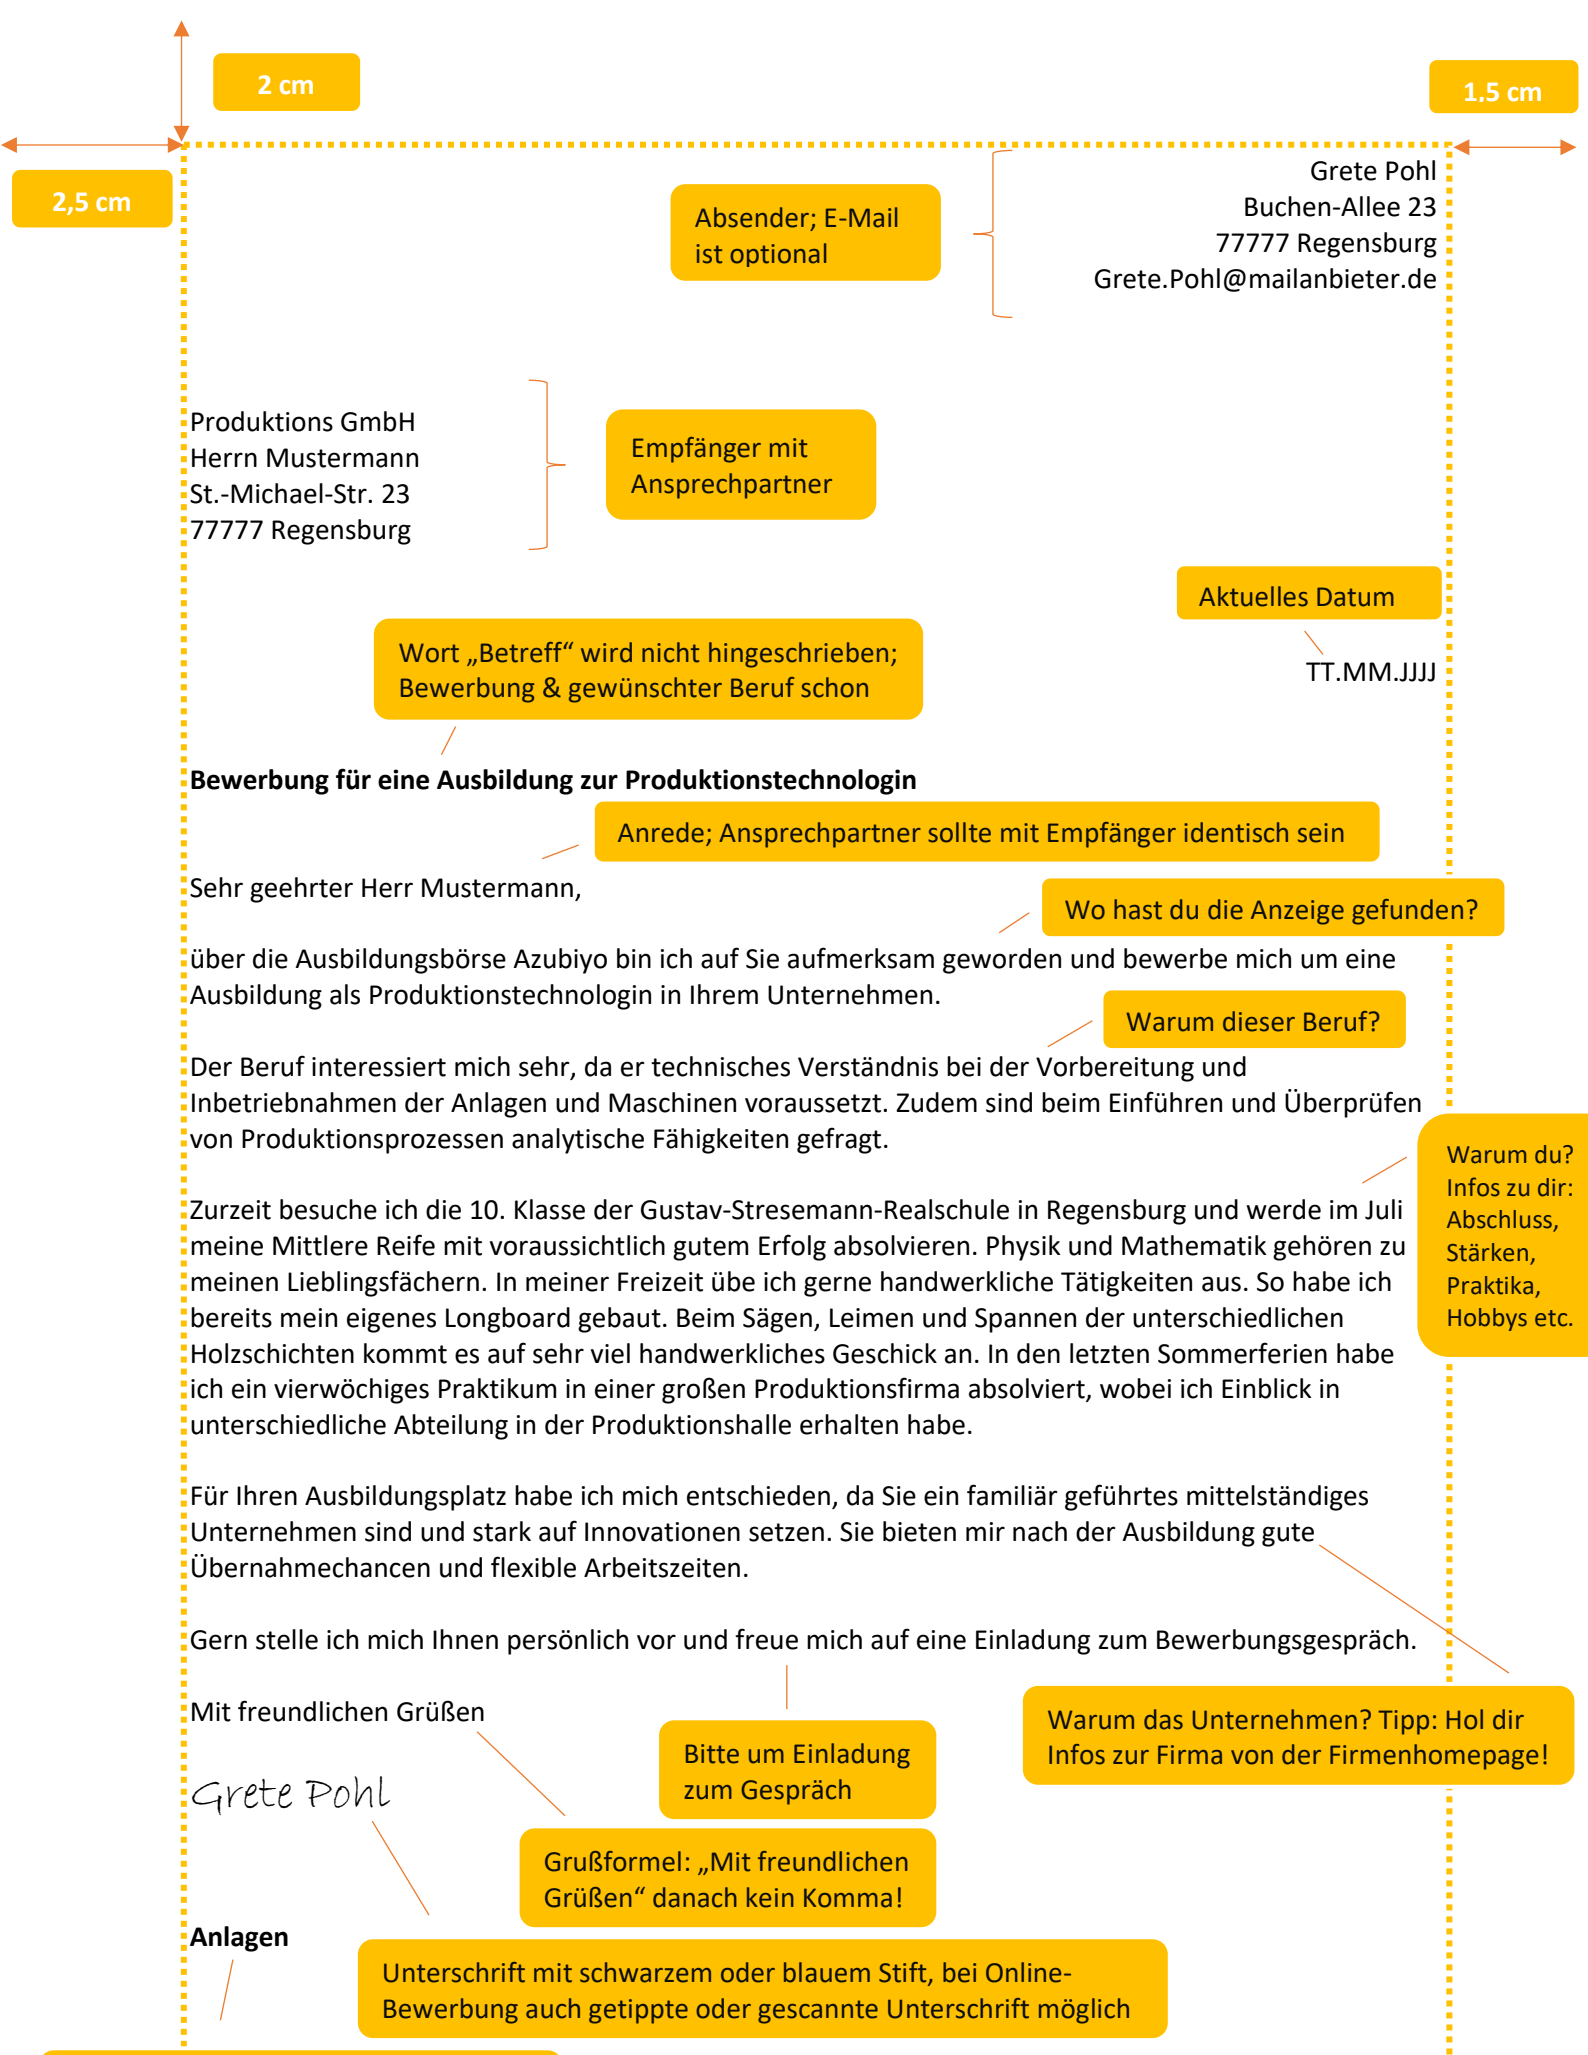 2 cm
1,5 cm
2,5 cm
Absender; E-Mail
ist optional
Grete Pohl
Buchen-Allee 23
77777 Regensburg
Grete.Pohl@mailanbieter.de
Produktions GmbH
Herrn Mustermann
St.-Michael-Str. 23
77777 Regensburg
Empfänger mit
Ansprechpartner
Aktuelles Datum
TT.MM.JJJJ
Wort „Betreff“ wird nicht hingeschrieben;
Bewerbung & gewünschter Beruf schon
Bewerbung für eine Ausbildung zur Produktionstechnologin
Anrede; Ansprechpartner sollte mit Empfänger identisch sein
Sehr geehrter Herr Mustermann,
Wo hast du die Anzeige gefunden?
über die Ausbildungsbörse Azubiyo bin ich auf Sie aufmerksam geworden und bewerbe mich um eine
Ausbildung als Produktionstechnologin in Ihrem Unternehmen.
Warum dieser Beruf?
Der Beruf interessiert mich sehr, da er technisches Verständnis bei der Vorbereitung und
Inbetriebnahmen der Anlagen und Maschinen voraussetzt. Zudem sind beim Einführen und Überprüfen
von Produktionsprozessen analytische Fähigkeiten gefragt.
Warum du?
Infos zu dir:
Abschluss,
Stärken,
Praktika,
Hobbys etc.
Zurzeit besuche ich die 10. Klasse der Gustav-Stresemann-Realschule in Regensburg und werde im Juli
meine Mittlere Reife mit voraussichtlich gutem Erfolg absolvieren. Physik und Mathematik gehören zu
meinen Lieblingsfächern. In meiner Freizeit übe ich gerne handwerkliche Tätigkeiten aus. So habe ich
bereits mein eigenes Longboard gebaut. Beim Sägen, Leimen und Spannen der unterschiedlichen
Holzschichten kommt es auf sehr viel handwerkliches Geschick an. In den letzten Sommerferien habe
ich ein vierwöchiges Praktikum in einer großen Produktionsfirma absolviert, wobei ich Einblick in
unterschiedliche Abteilung in der Produktionshalle erhalten habe.
Für Ihren Ausbildungsplatz habe ich mich entschieden, da Sie ein familiär geführtes mittelständiges
Unternehmen sind und stark auf Innovationen setzen. Sie bieten mir nach der Ausbildung gute
Übernahmechancen und flexible Arbeitszeiten.
Gern stelle ich mich Ihnen persönlich vor und freue mich auf eine Einladung zum Bewerbungsgespräch.
Mit freundlichen Grüßen
Warum das Unternehmen? Tipp: Hol dir
Infos zur Firma von der Firmenhomepage!
Bitte um Einladung
zum Gespräch
Grete Pohl
Grußformel: „Mit freundlichen
Grüßen“ danach kein Komma!
Anlagen
Unterschrift mit schwarzem oder blauem Stift, bei Online-
Bewerbung auch getippte oder gescannte Unterschrift möglich